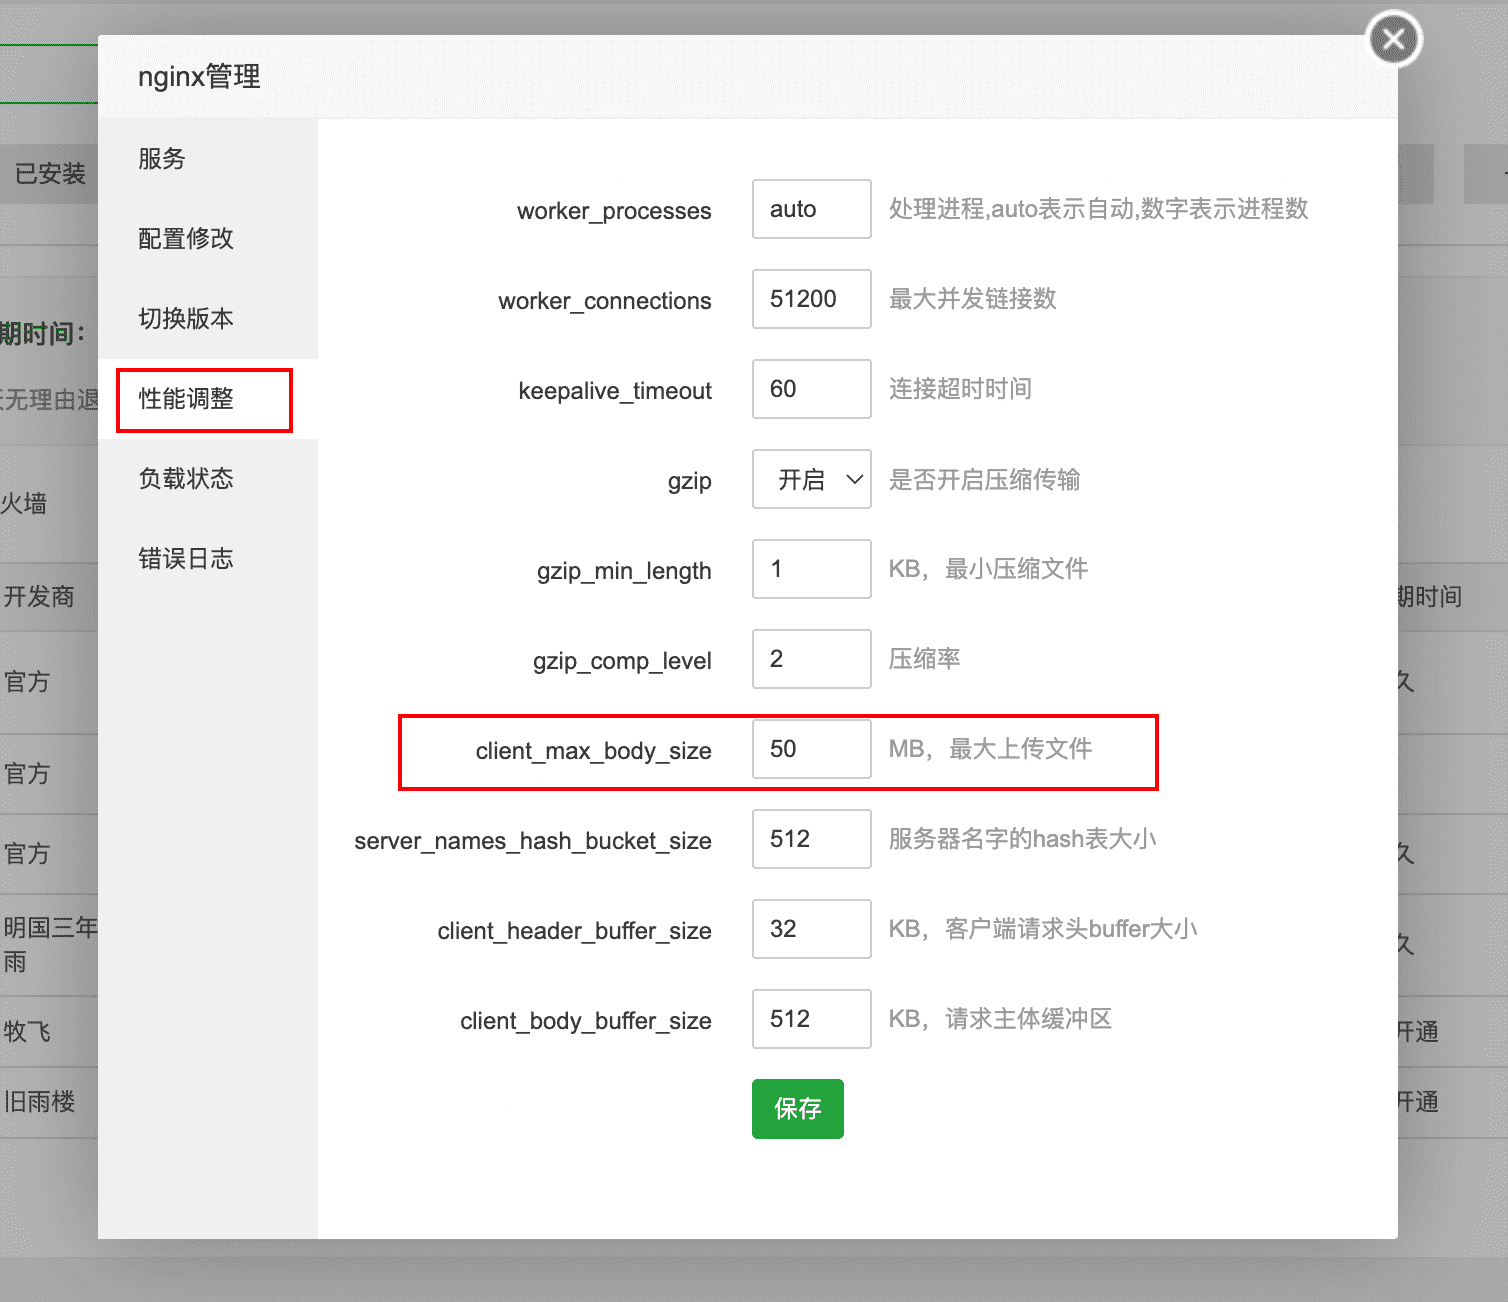 nginx管理
已安装
期时间：
无理由退
火墙
开发商
官方
官方
官方
明国三年
雨
牧飞
旧雨楼
服务
配置修改
切换版本
性能调整
负载状态
错误日志
worker_processes auto 处理进程,auto表示自动,数字表示进程数
worker_connections 51200 最大并发链接数
keepalive_timeout 60 连接超时时间
gzip 开启 是否开启压缩传输
gzip_min_length 1 KB，最小压缩文件
gzip_comp_level 2 压缩率
client_max_body_size 50 MB，最大上传文件
server_names_hash_bucket_size 512 服务器名字的hash表大小
client_header_buffer_size 32 KB，客户端请求头buffer大小
client_body_buffer_size 512 KB，请求主体缓冲区
保存
期时间
久
久
久
开通
开通